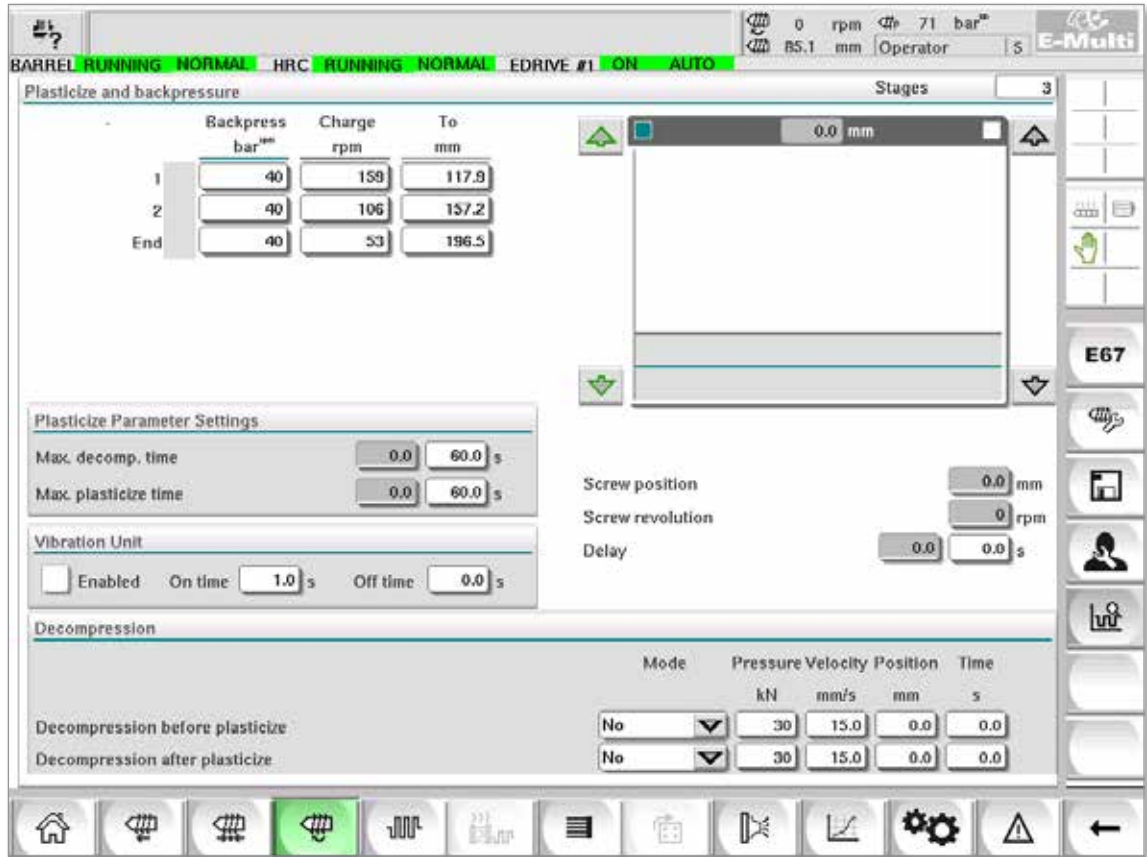 ? 0 rpm 71 bar E-Multi
85.1 mm Operator S
BARREL RUNNING NORMAL HRC RUNNING NORMAL EDRIVE #1 ON AUTO
Plasticize and backpressure Stages 3
Backpress Charge To 0.0 mm
bar rpm mm
1 40 159 117.9
2 40 106 157.2
End 40 53 196.5
E67
Plasticize Parameter Settings
Max. decomp. time 0.0 60.0 s
Max. plasticize time 0.0 60.0 s
Screw position 0.0 mm
Screw revolution 0 rpm
Vibration Unit
Delay 0.0 0.0 s
Enabled On time 1.0 s Off time 0.0 s
Decompression
Mode Pressure Velocity Position Time
kN mm/s mm s
Decompression before plasticize No 30 15.0 0.0 0.0
Decompression after plasticize No 30 15.0 0.0 0.0